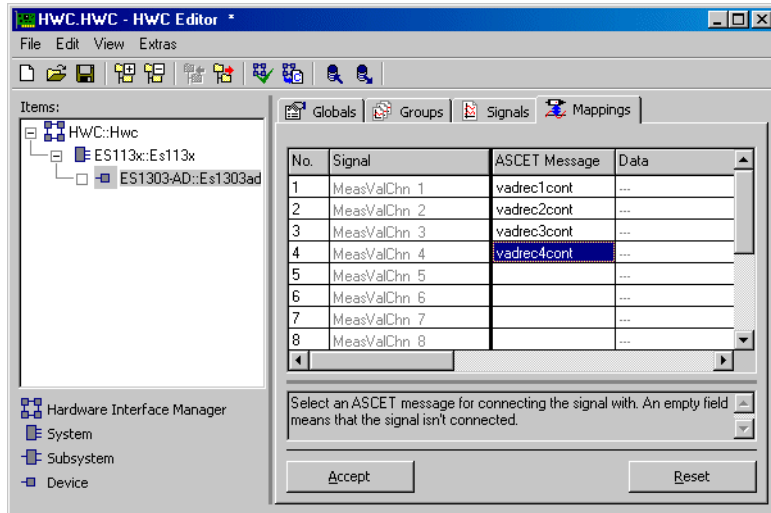 HWC.HWC - HWC Editor *
File Edit View Extras
Items:
HWC::Hwc
ES113x::Es113x
ES1303-AD::Es1303ad
Hardware Interface Manager
System
Subsystem
Device
Globals Groups Signals Mappings
No. Signal ASCET Message Data
1 MeasValChn 1 vadrec1cont ---
2 MeasValChn 2 vadrec2cont ---
3 MeasValChn 3 vadrec3cont ---
4 MeasValChn 4 vadrec4cont ---
5 MeasValChn 5 ---
6 MeasValChn 6 ---
7 MeasValChn 7 ---
8 MeasValChn 8 ---
Select an ASCET message for connecting the signal with. An empty field
means that the signal isn't connected.
Accept Reset